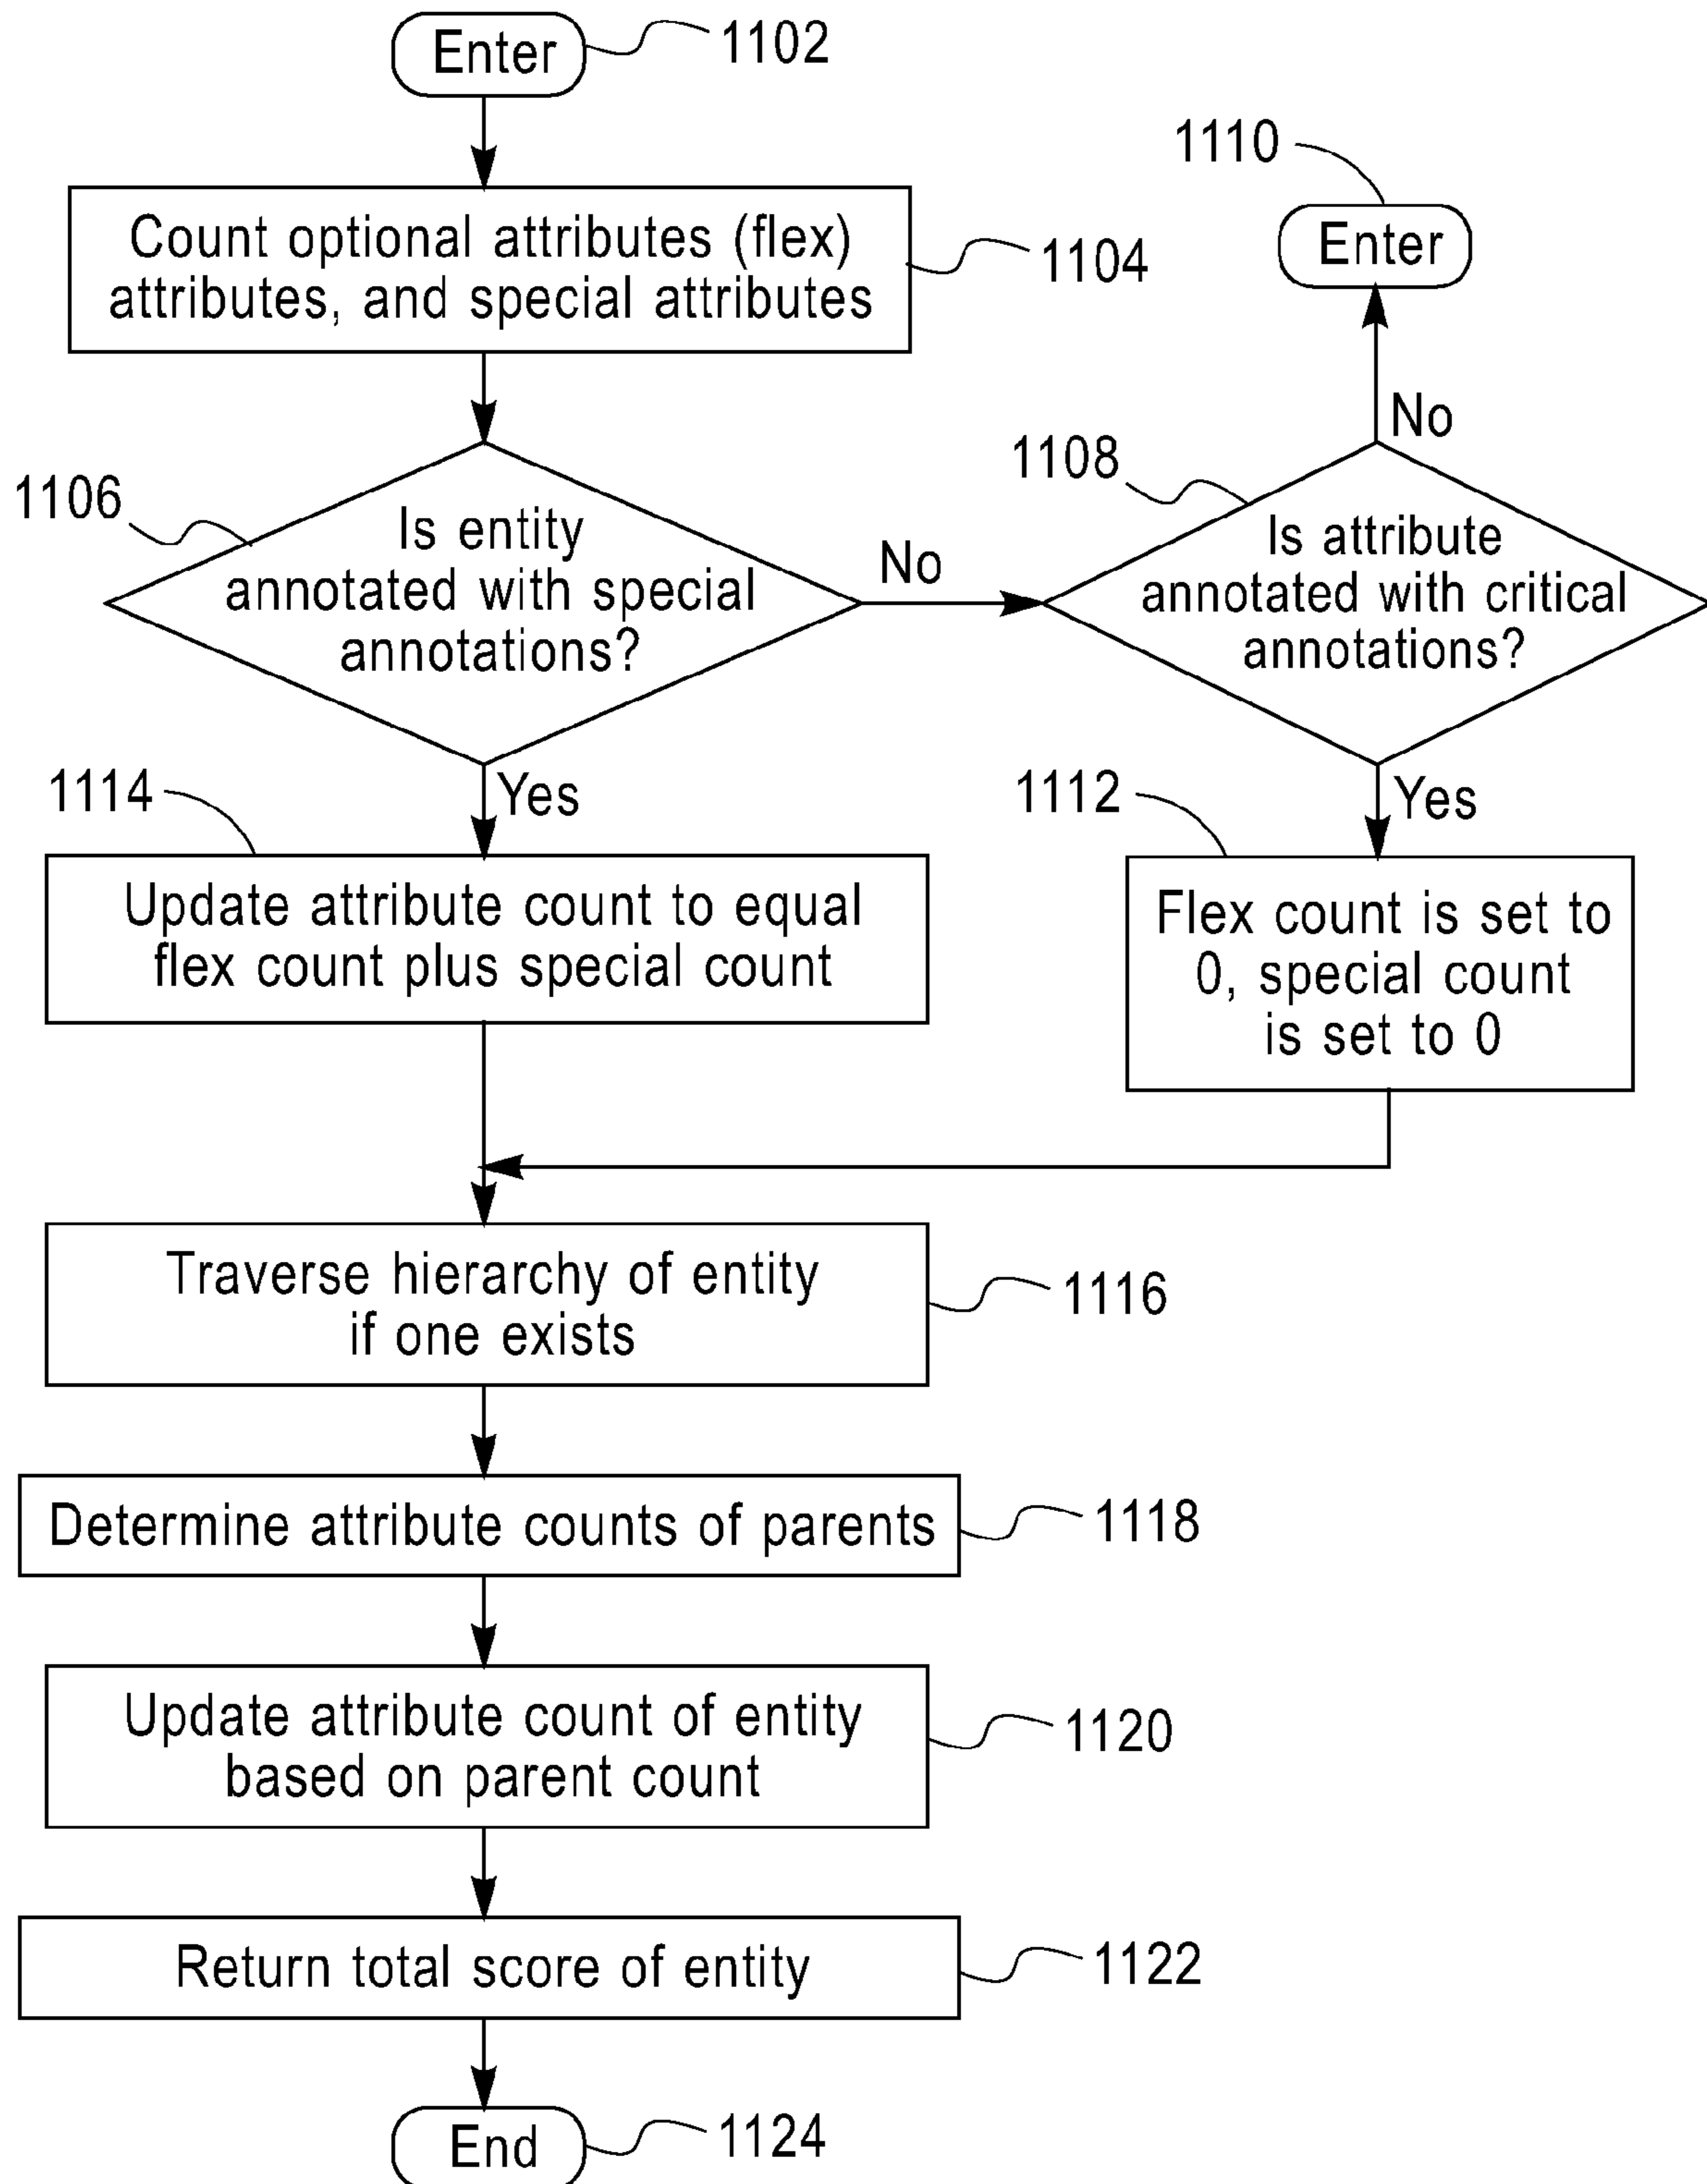 Enter
1102
1110
Enter
Count optional attributes (flex)
attributes, and special attributes
1104
No
1106
1108
Is entity
annotated with special
annotations?
No
Is attribute
annotated with critical
annotations?
1114
Yes
1112
Yes
Update attribute count to equal
flex count plus special count
Flex count is set to
0, special count
is set to 0
Traverse hierarchy of entity
if one exists
1116
Determine attribute counts of parents
1118
Update attribute count of entity
based on parent count
1120
Return total score of entity
1122
End
1124